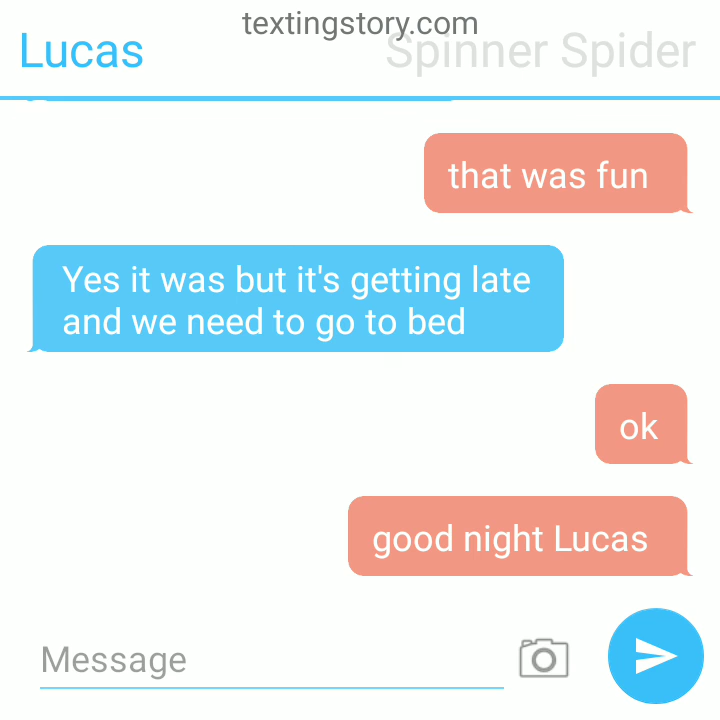 textingstory.com
Lucas
Spinner Spider
that was fun
Yes it was but it's getting late
and we need to go to bed
ok
good night Lucas
Message